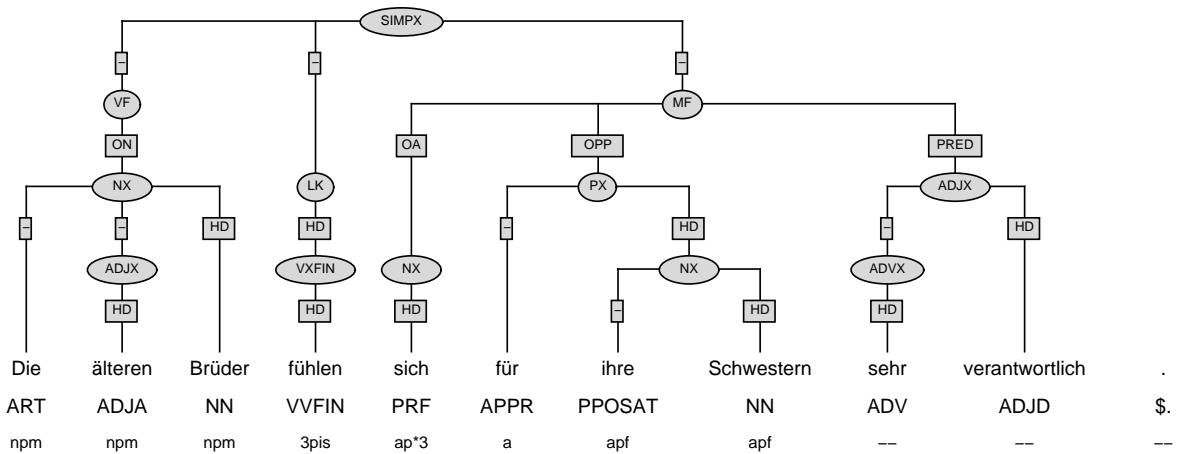 SIMPX
– – –
VF MF
ON OA OPP PRED
NX LK PX ADJX
– – HD HD – HD – HD
ADJX VXFIN NX NX ADVX
HD HD HD – HD HD
Die älteren Brüder fühlen sich für ihre Schwestern sehr verantwortlich .
ART ADJA NN VVFIN PRF APPR PPOSAT NN ADV ADJD $.
npm npm npm 3pis ap*3 a apf apf –– –– ––